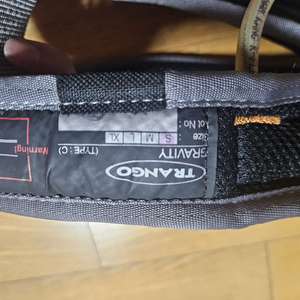 TRANGO
GRAVITY (TYPE: C)
Size : S M L XL
Lot No :
Warning!